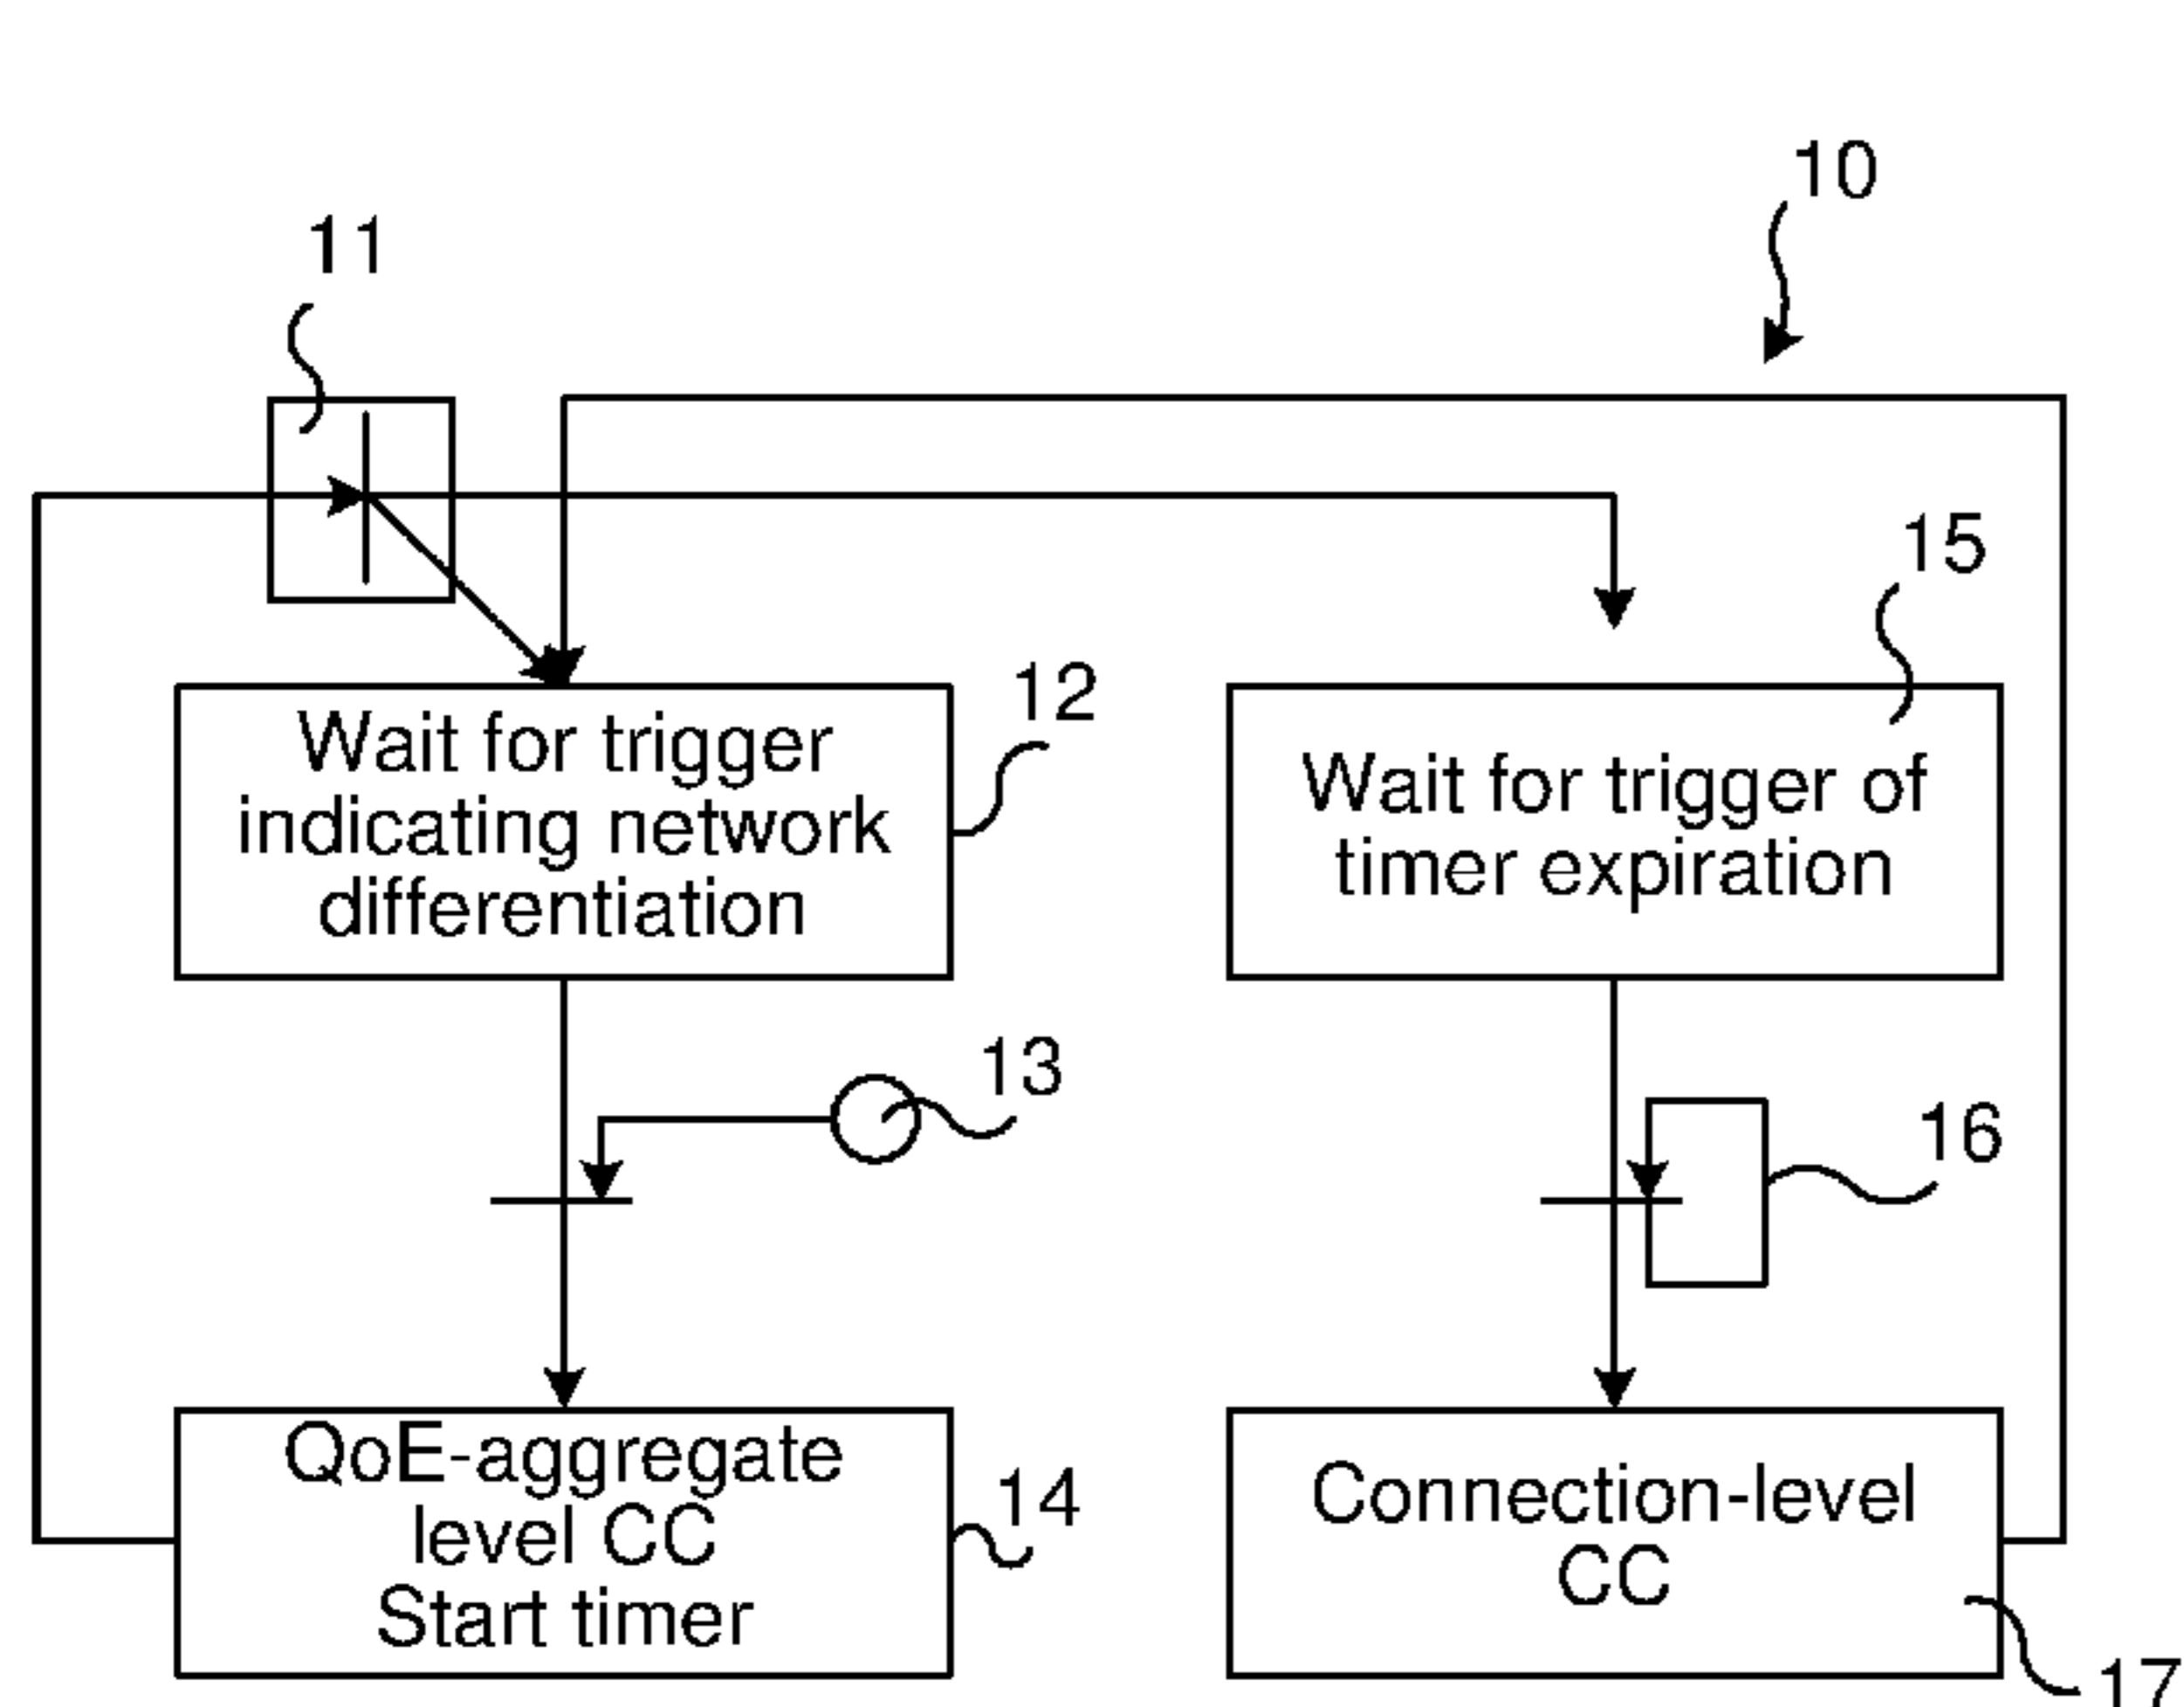 10
11
15
12
Wait for trigger
indicating network
differentiation
Wait for trigger of
timer expiration
13
16
QoE-aggregate
level CC
Start timer
14
Connection-level
CC
17